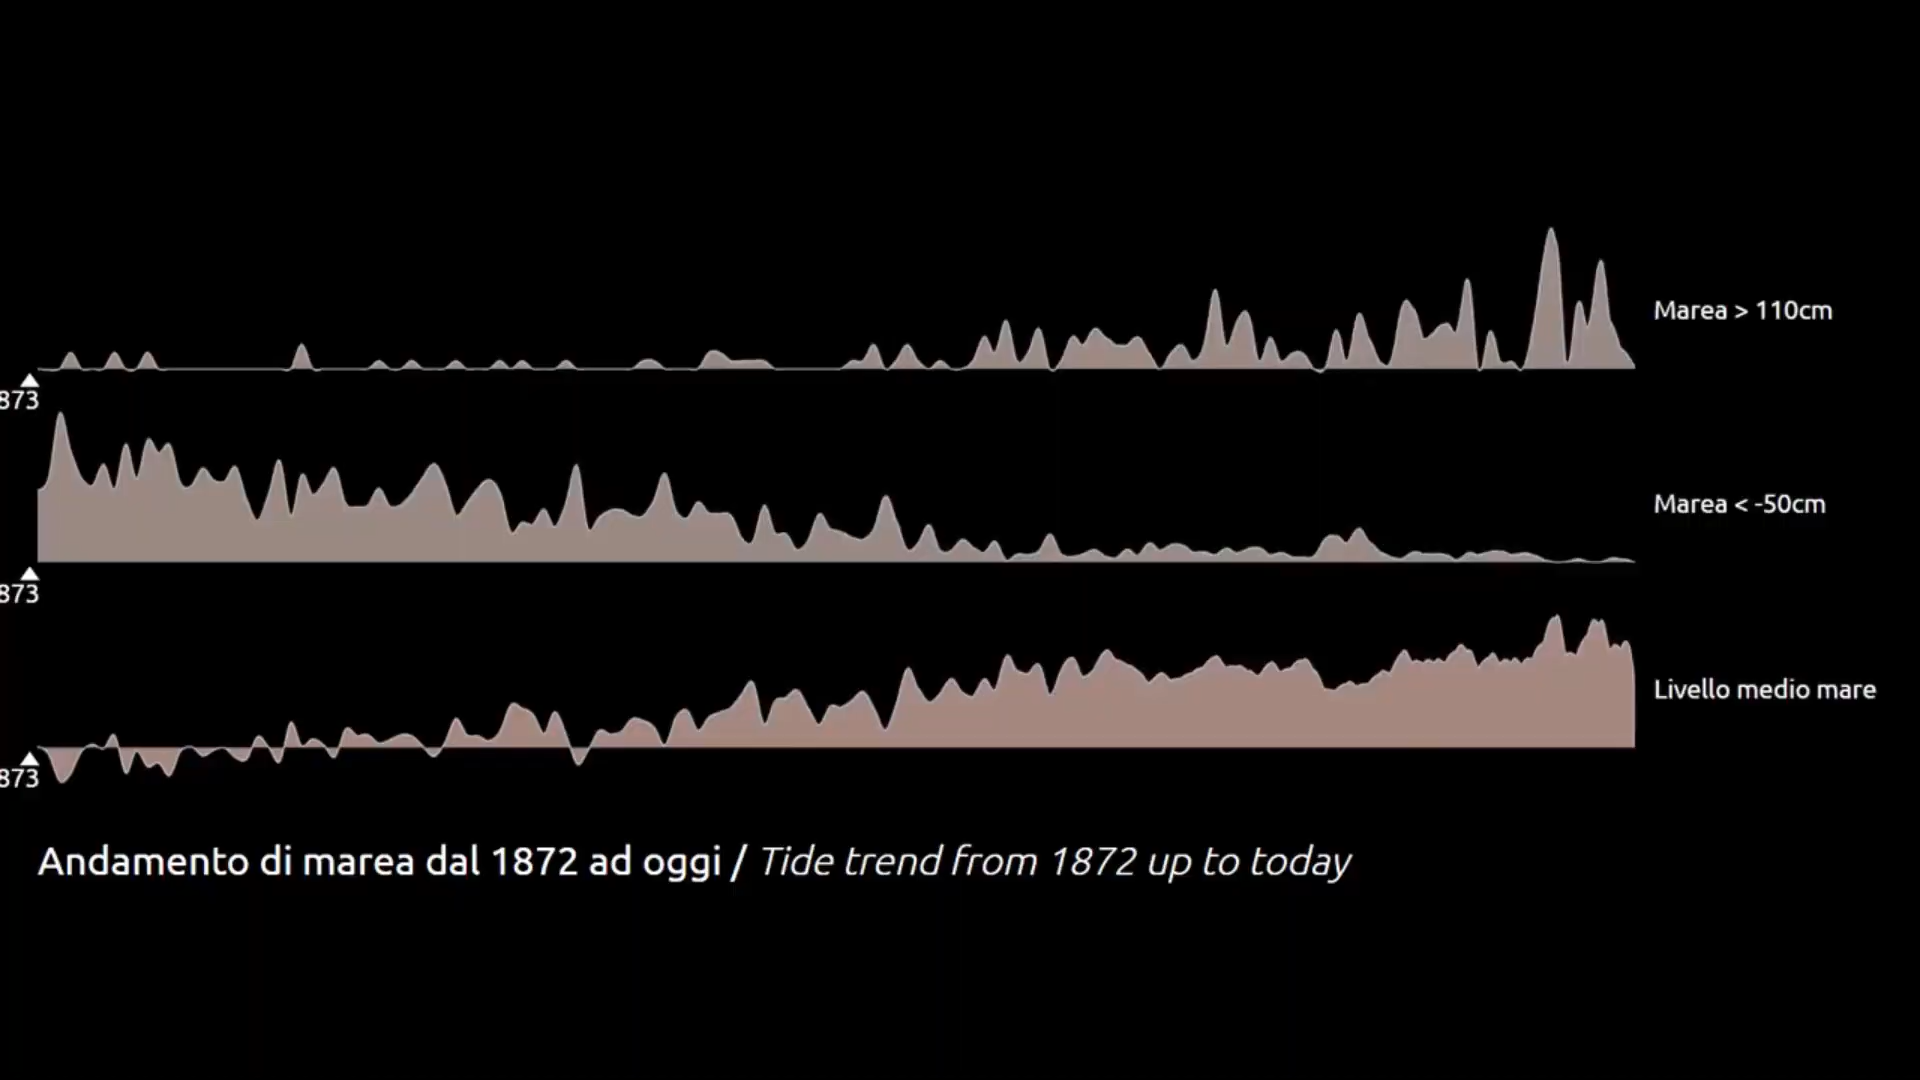 Marea > 110cm
873
Marea < -50cm
873
Livello medio mare
873
Andamento di marea dal 1872 ad oggi / Tide trend from 1872 up to today